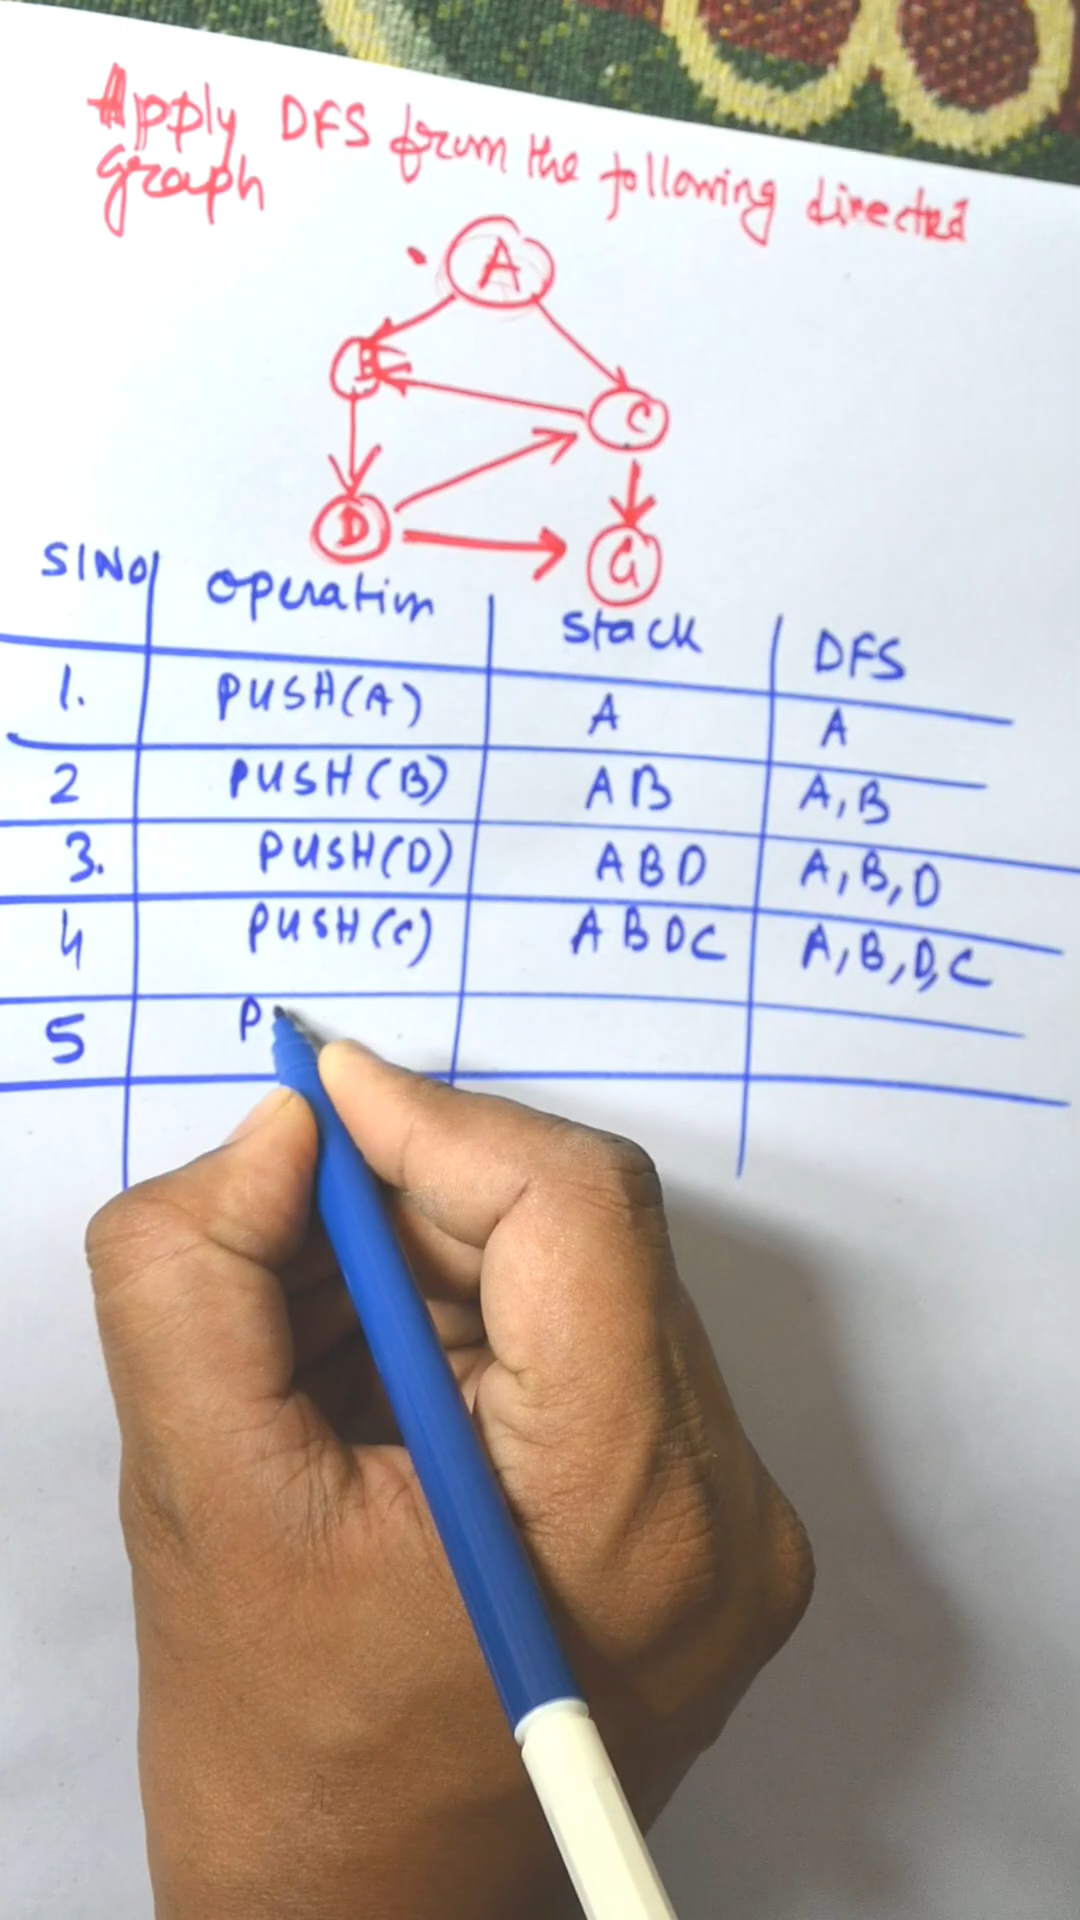 Apply DFS from the following directed
graph
A
B
C
D
G
SlNo operation stack DFS
1. PUSH(A) A A
2 PUSH(B) AB A,B
3. PUSH(D) ABD A,B,D
4 PUSH(C) ABDC A,B,D,C
5 P